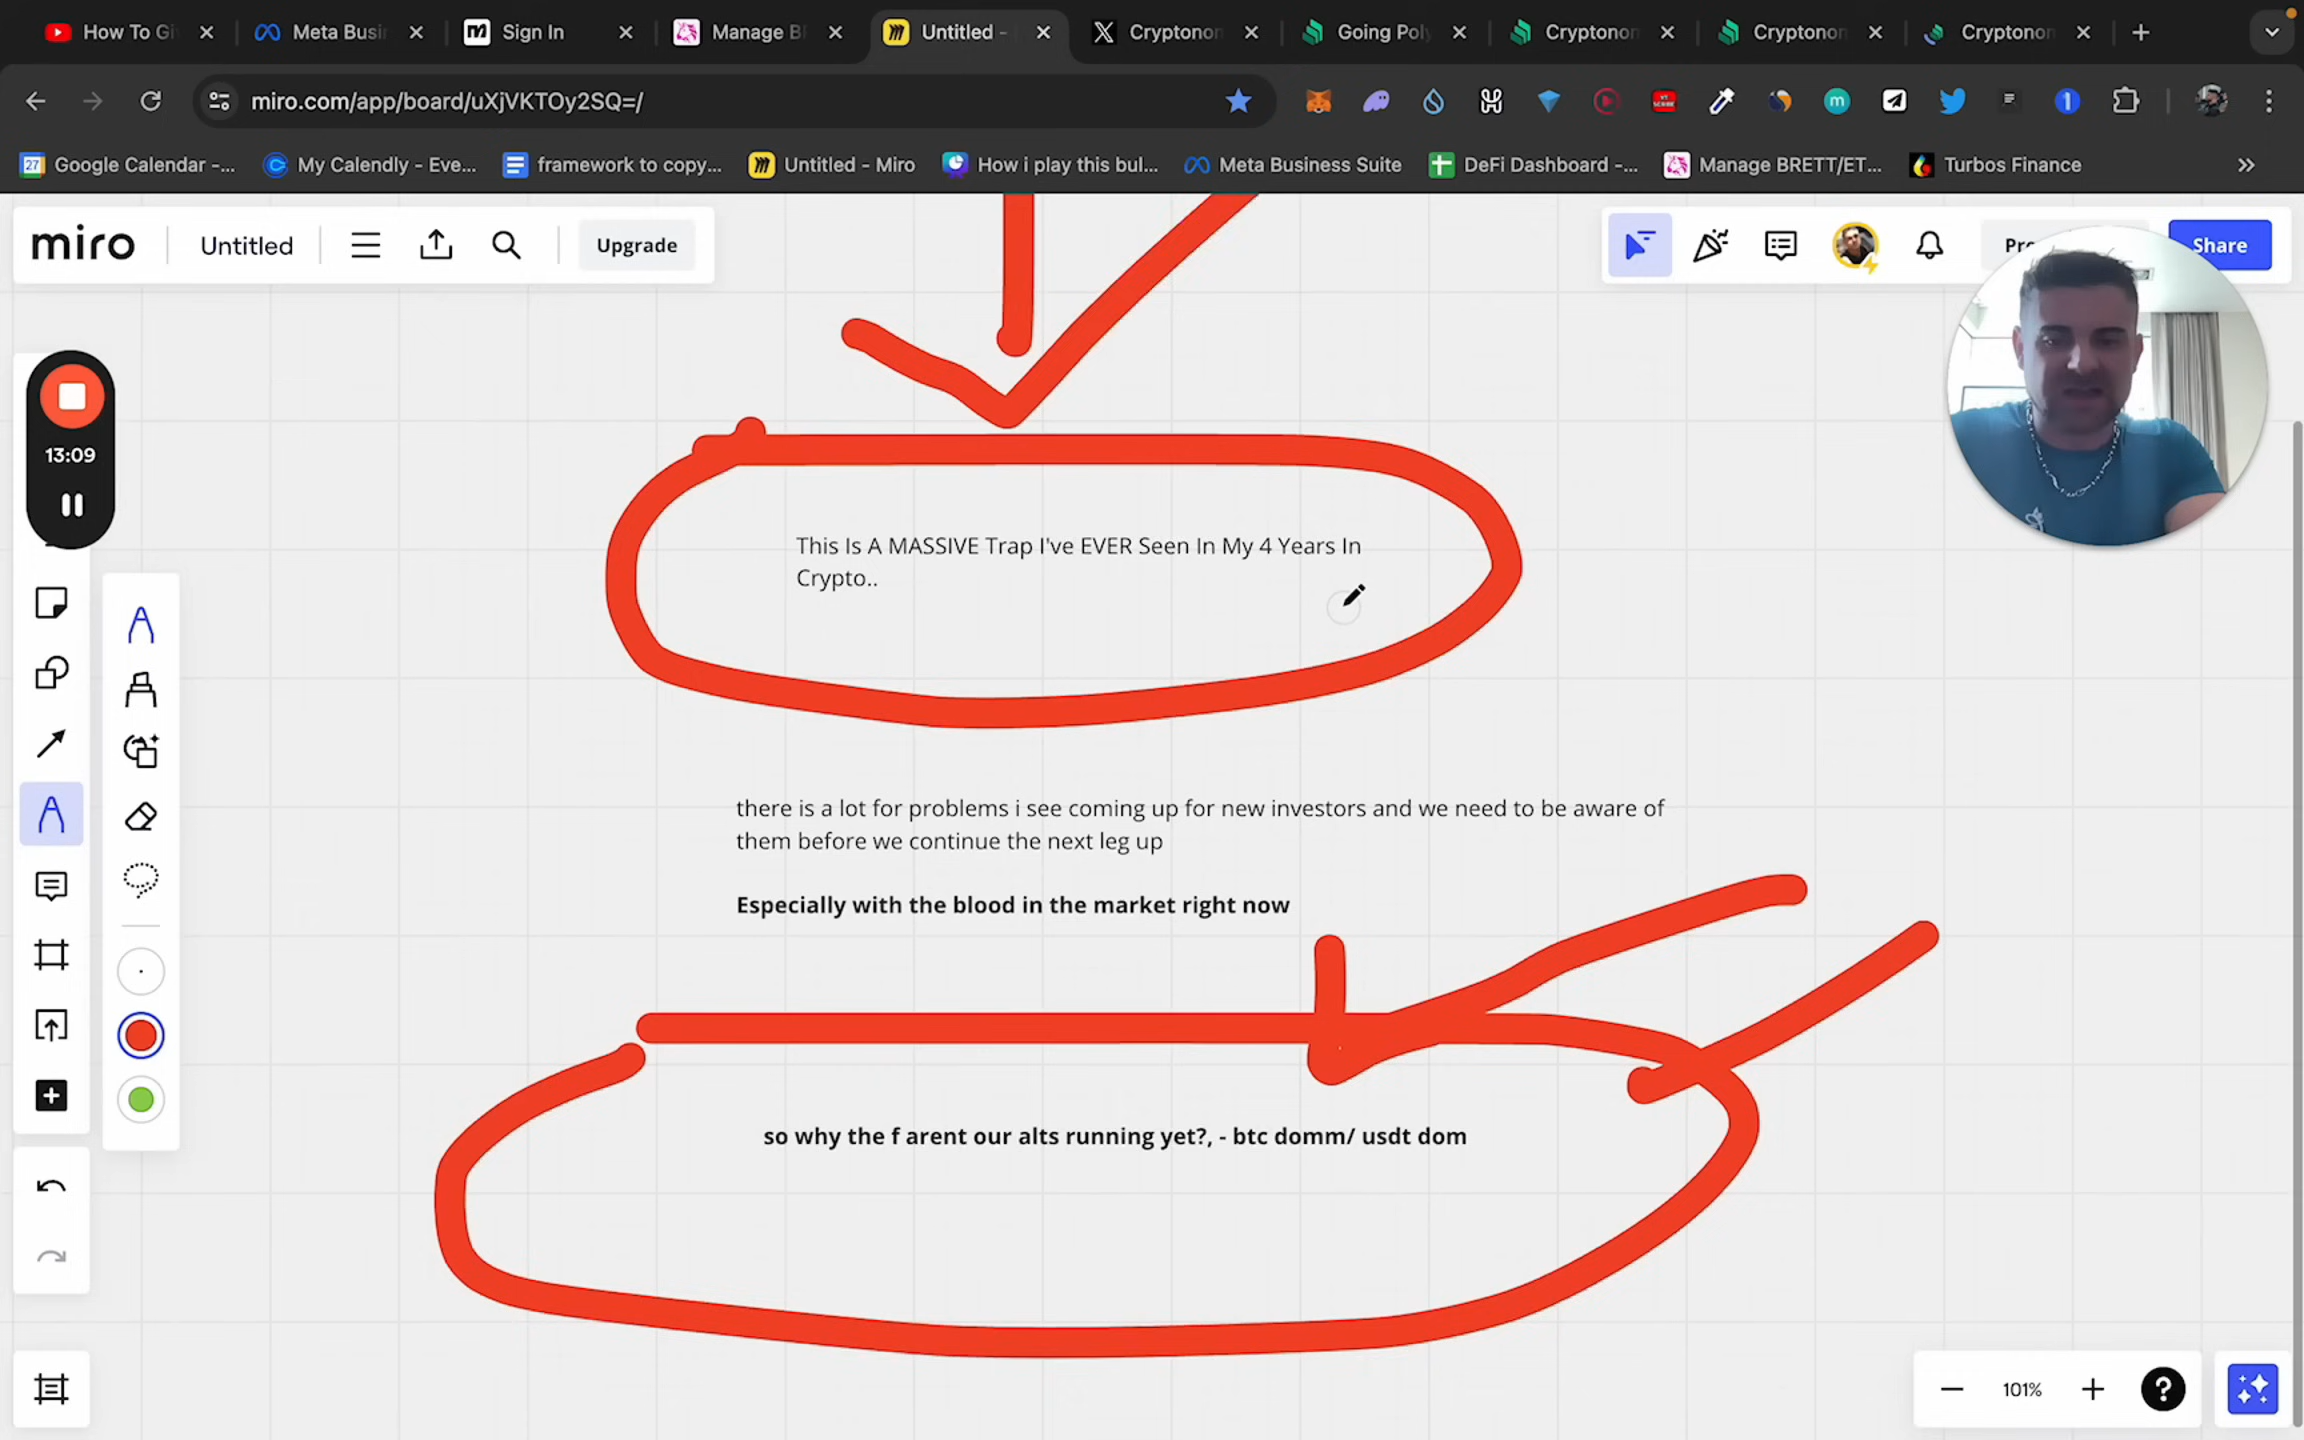 How To Gi
Meta Busi
Sign In
Manage B
Untitled -
Cryptonon
Going Poly
Cryptonon
Cryptonon
Cryptonon
miro.com/app/board/uXjVKTOy2SQ=/
Google Calendar -...
My Calendly - Eve...
framework to copy...
Untitled - Miro
How i play this bul...
Meta Business Suite
DeFi Dashboard -...
Manage BRETT/ET...
Turbos Finance
miro
Untitled
Upgrade
Share
13:09
This Is A MASSIVE Trap I've EVER Seen In My 4 Years In
Crypto..
there is a lot for problems i see coming up for new investors and we need to be aware of
them before we continue the next leg up
Especially with the blood in the market right now
so why the f arent our alts running yet?, - btc domm/ usdt dom
101%